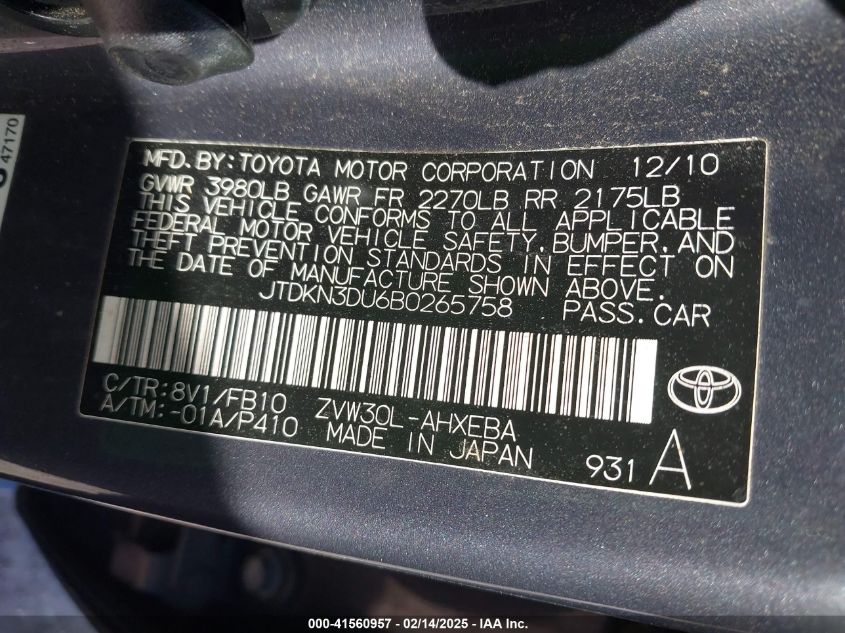 47170
MFD. BY: TOYOTA MOTOR CORPORATION 12/10
GVWR 3980LB GAWR FR 2270LB RR 2175LB
THIS VEHICLE CONFORMS TO ALL APPLICABLE
FEDERAL MOTOR VEHICLE SAFETY, BUMPER, AND
THEFT PREVENTION STANDARDS IN EFFECT ON
THE DATE OF MANUFACTURE SHOWN ABOVE.
JTDKN3DU6B0265758 PASS. CAR
C/TR: 8V1/FB10 ZVW30L-AHXEBA
A/TM: -01A/P410 MADE IN JAPAN 931 A
000-41560957 - 02/14/2025 - IAA Inc.